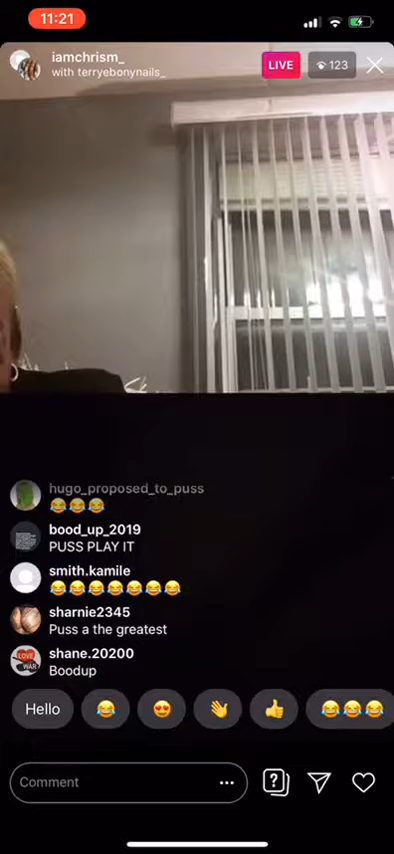 11:21
iamchrism_
with terryebonynails_
LIVE
123
hugo_proposed_to_puss
😂😂😂
bood_up_2019
PUSS PLAY IT
smith.kamile
😂😂😂😂😂😂😂
sharnie2345
Puss a the greatest
shane.20200
Boodup
Hello 😂 😍 👋 👍 😂😂😂
Comment